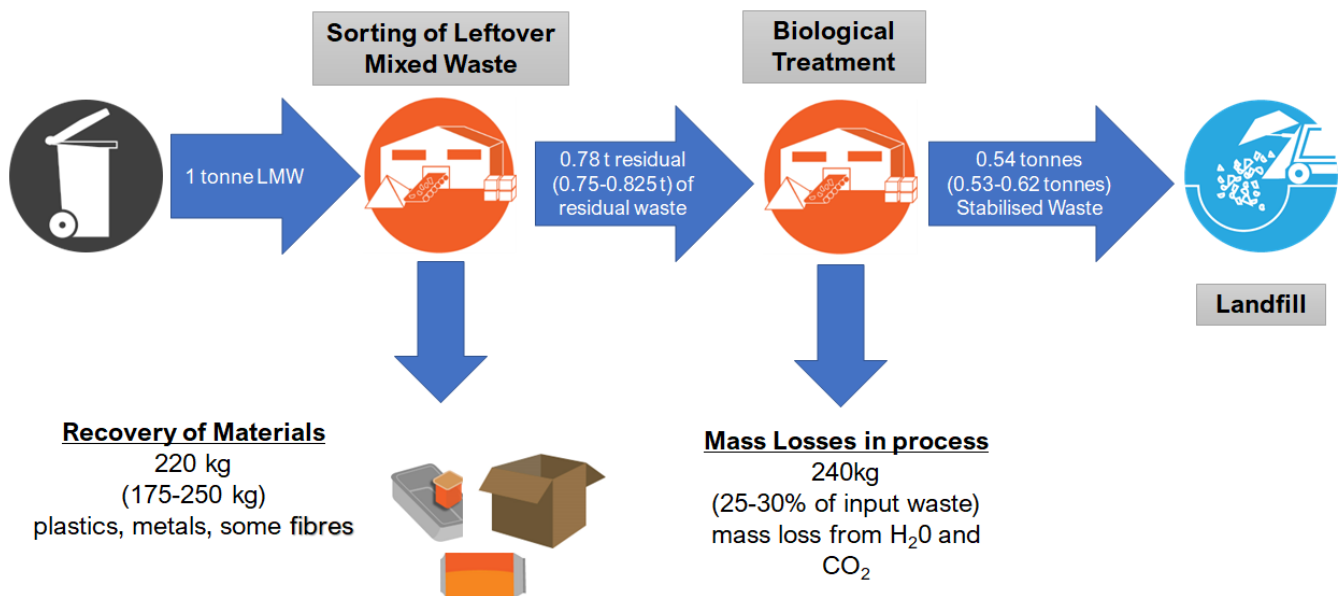 Sorting of Leftover
Mixed Waste
Biological
Treatment
1 tonne LMW
0.78 t residual
(0.75-0.825 t) of
residual waste
0.54 tonnes
(0.53-0.62 tonnes)
Stabilised Waste
Landfill
Recovery of Materials
220 kg
(175-250 kg)
plastics, metals, some fibres
Mass Losses in process
240kg
(25-30% of input waste)
mass loss from H₂0 and
CO₂